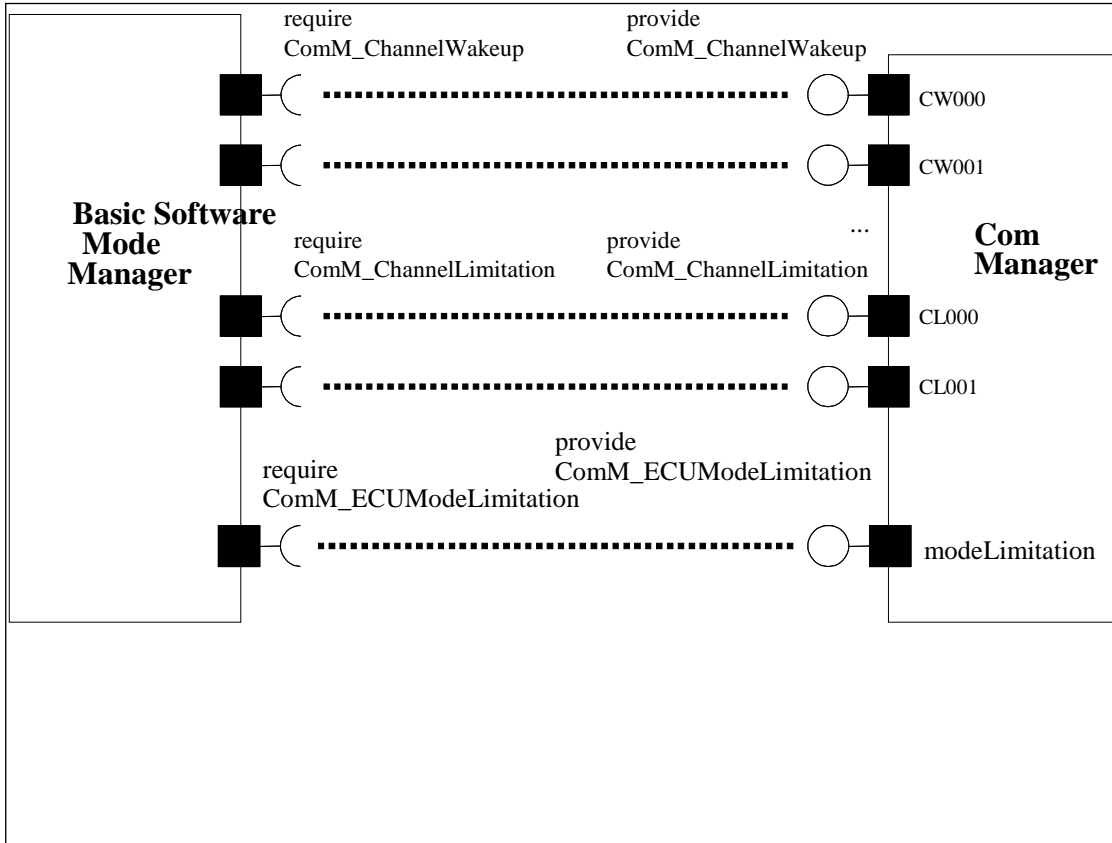 require
ComM_ChannelWakeup
provide
ComM_ChannelWakeup
CW000
CW001
Basic Software
Mode
Manager
...
Com
Manager
require
ComM_ChannelLimitation
provide
ComM_ChannelLimitation
CL000
CL001
require
ComM_ECUModeLimitation
provide
ComM_ECUModeLimitation
modeLimitation